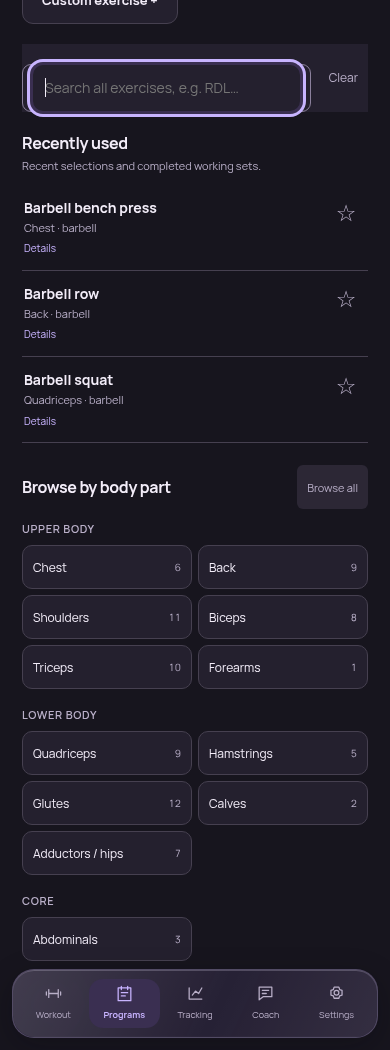 Custom exercise +
Search all exercises, e.g. RDL...
Clear
Recently used
Recent selections and completed working sets.
Barbell bench press
Chest · barbell
Details
Barbell row
Back · barbell
Details
Barbell squat
Quadriceps · barbell
Details
Browse by body part
Browse all
UPPER BODY
Chest 6
Back 9
Shoulders 11
Biceps 8
Triceps 10
Forearms 1
LOWER BODY
Quadriceps 9
Hamstrings 5
Glutes 12
Calves 2
Adductors / hips 7
CORE
Abdominals 3
Workout
Programs
Tracking
Coach
Settings